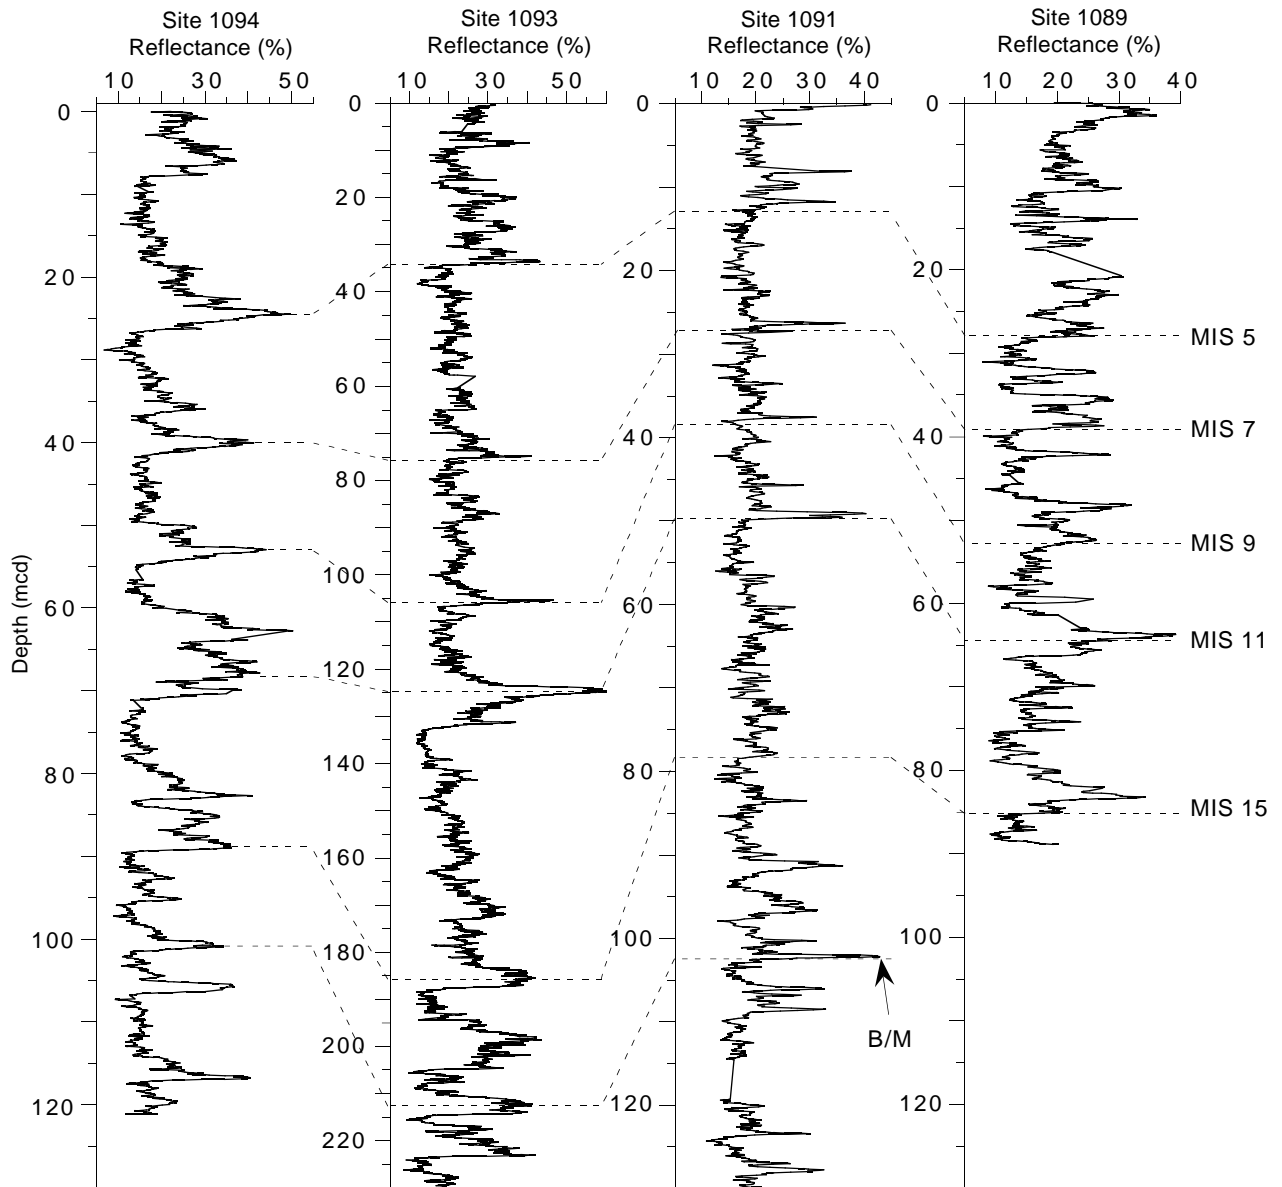 Site 1094
Reflectance (%)
10 30 50
Site 1093
Reflectance (%)
10 30 50
Site 1091
Reflectance (%)
10 20 30 40
Site 1089
Reflectance (%)
10 20 30 40
Depth (mcd)
0
20
40
60
80
100
120
0
20
40
60
80
100
120
140
160
180
200
220
0
20
40
60
80
100
120
B/M
0
20
40
60
80
100
120
MIS 5
MIS 7
MIS 9
MIS 11
MIS 15